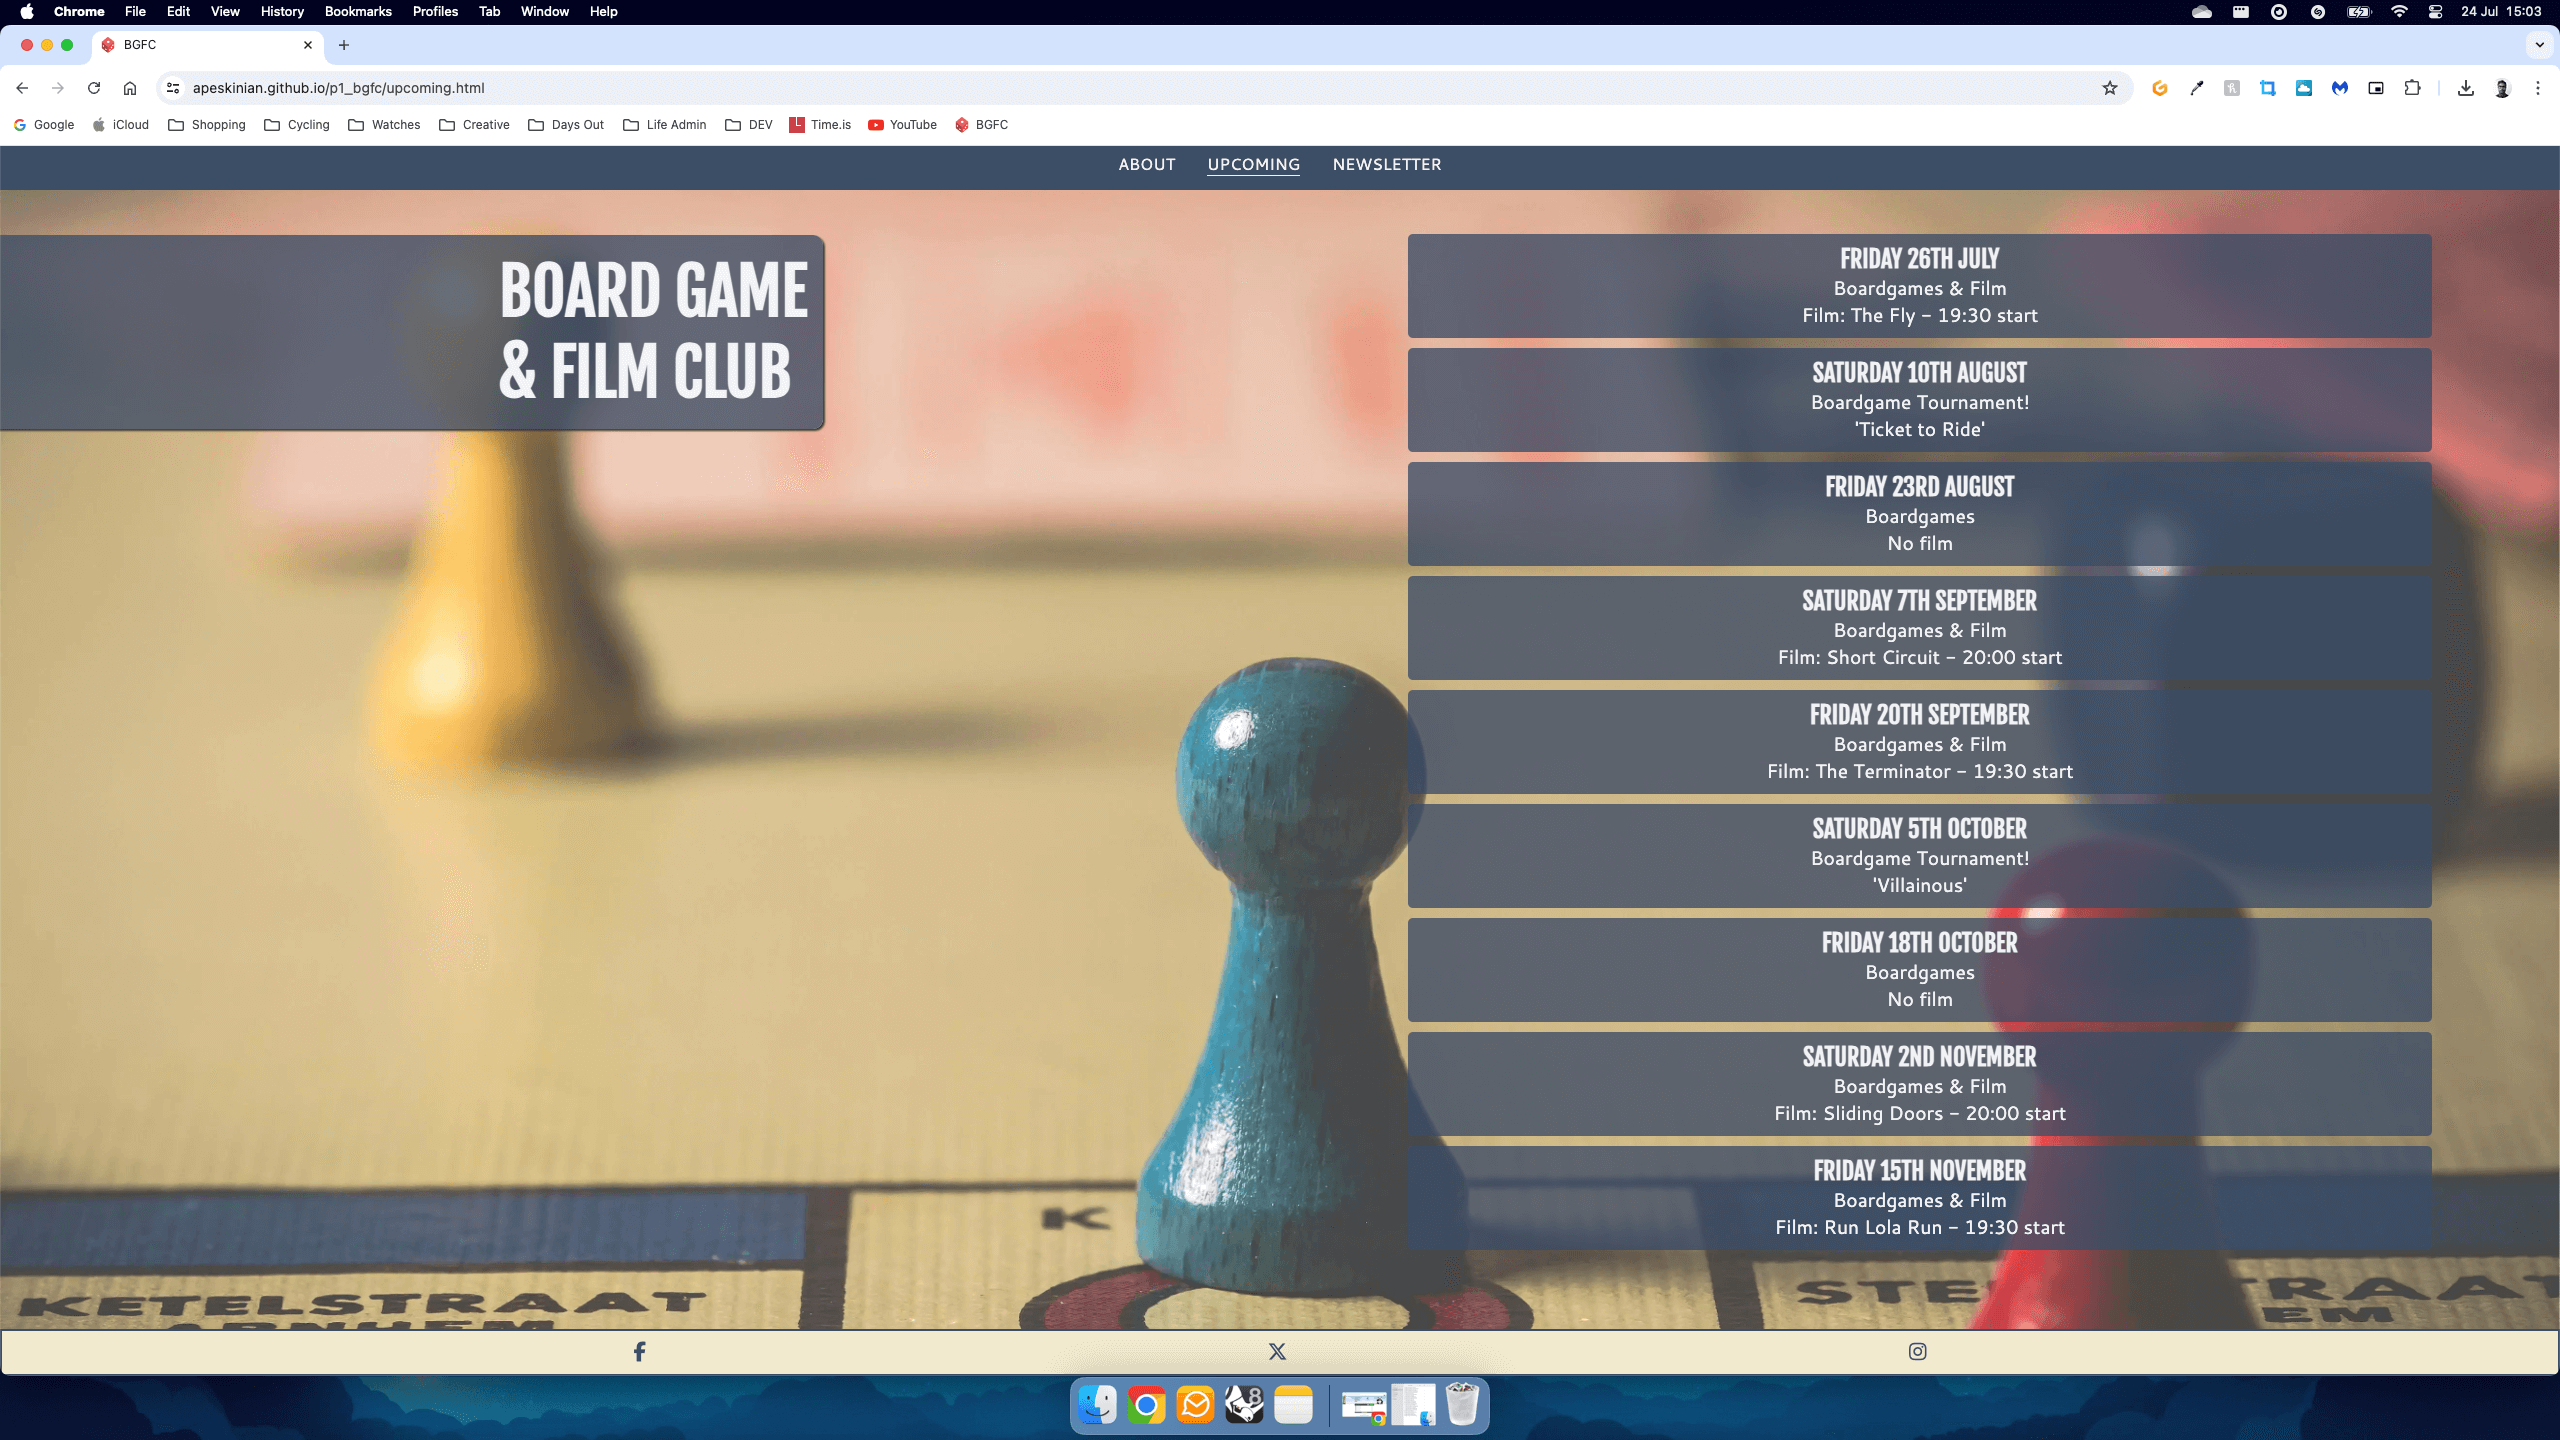 Chrome File Edit View History Bookmarks Profiles Tab Window Help 24 Jul 15:03
BGFC
apeskinian.github.io/p1_bgfc/upcoming.html
Google iCloud Shopping Cycling Watches Creative Days Out Life Admin DEV Time.is YouTube BGFC
ABOUT UPCOMING NEWSLETTER
BOARD GAME
& FILM CLUB
FRIDAY 26TH JULY
Boardgames & Film
Film: The Fly - 19:30 start
SATURDAY 10TH AUGUST
Boardgame Tournament!
'Ticket to Ride'
FRIDAY 23RD AUGUST
Boardgames
No film
SATURDAY 7TH SEPTEMBER
Boardgames & Film
Film: Short Circuit - 20:00 start
FRIDAY 20TH SEPTEMBER
Boardgames & Film
Film: The Terminator - 19:30 start
SATURDAY 5TH OCTOBER
Boardgame Tournament!
'Villainous'
FRIDAY 18TH OCTOBER
Boardgames
No film
SATURDAY 2ND NOVEMBER
Boardgames & Film
Film: Sliding Doors - 20:00 start
FRIDAY 15TH NOVEMBER
Boardgames & Film
Film: Run Lola Run - 19:30 start
K
KETELSTRAAT
ARNHEM
8